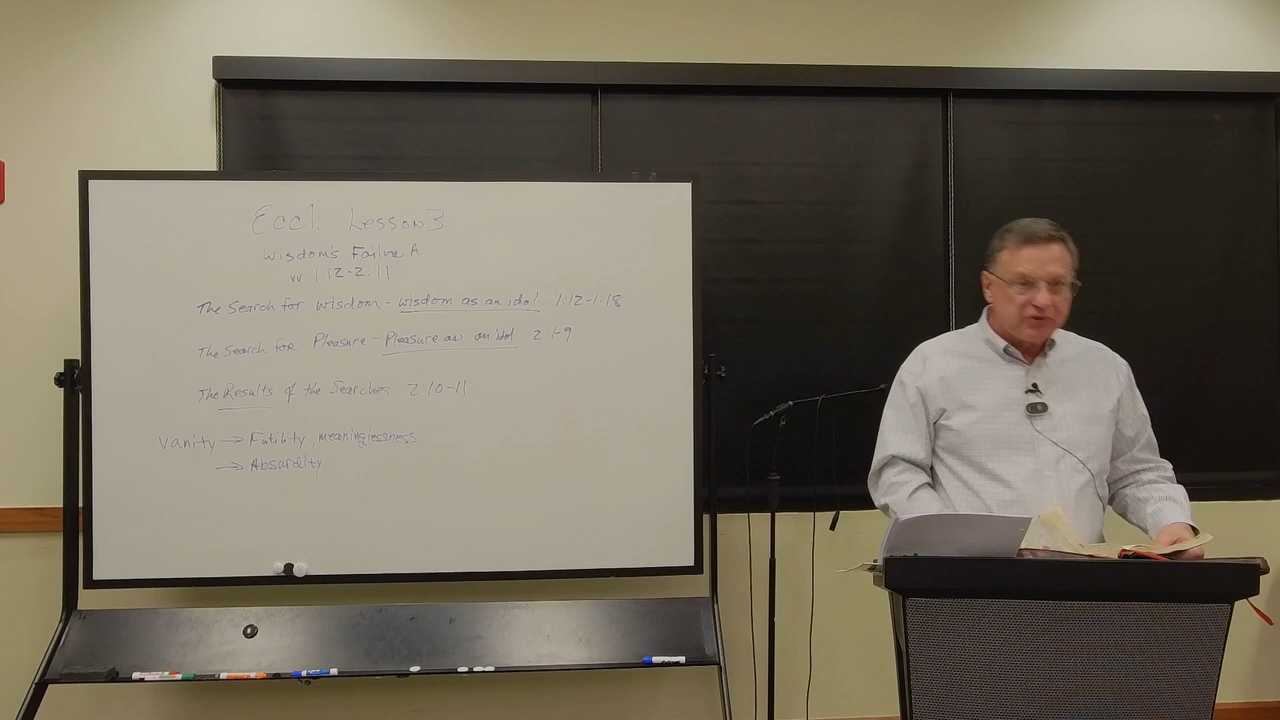 Eccl. Lesson 3
Wisdom's Failure A
vv 1:12-2:11
The Search for Wisdom - wisdom as an idol 1:12-1:18
The Search for Pleasure - Pleasure as an idol 2 1-9
The Results of the Searches 2 10-11
Vanity → Futility, meaninglessness
→ Absurdity